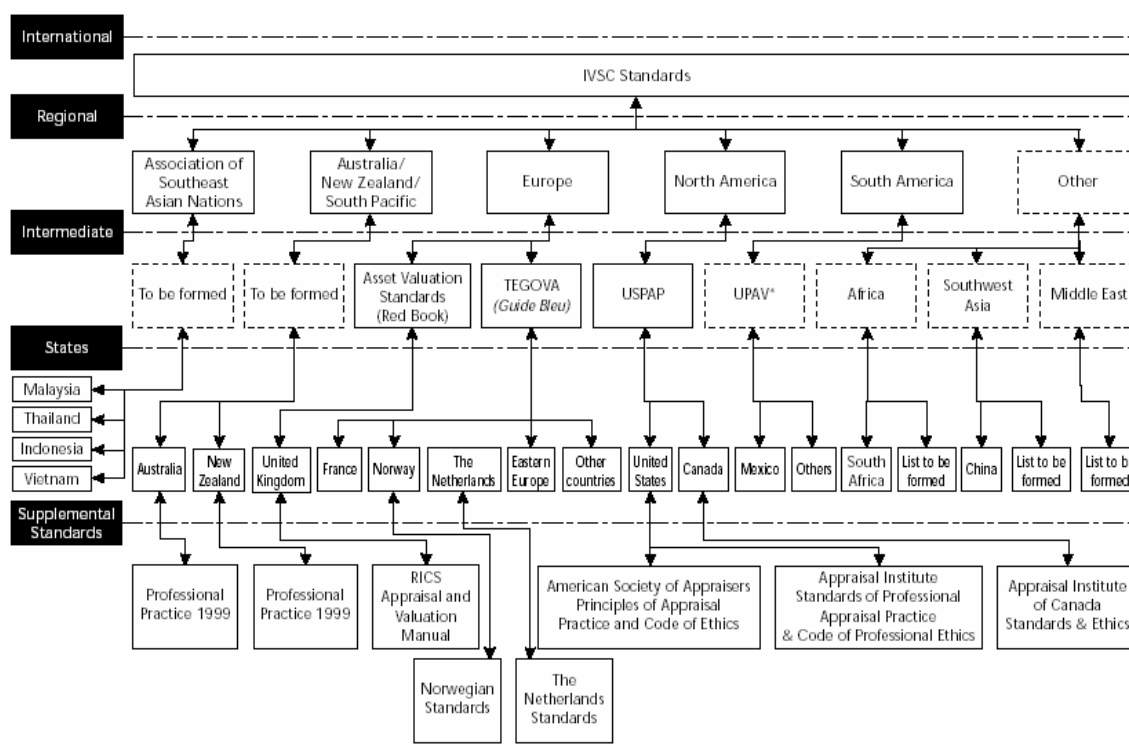 International
IVSC Standards
Regional
Association of
Southeast
Asian Nations
Australia/
New Zealand/
South Pacific
Europe
North America
South America
Other
Intermediate
To be formed
To be formed
Asset Valuation
Standards
(Red Book)
TEGOVA
(Guide Bleu)
USPAP
UPAV*
Africa
Southwest
Asia
Middle East
States
Malaysia
Thailand
Indonesia
Vietnam
Australia
New
Zealand
United
Kingdom
France
Norway
The
Netherlands
Eastern
Europe
Other
countries
United
States
Canada
Mexico
Others
South
Africa
List to be
formed
China
List to be
formed
List to be
formed
Supplemental
Standards
Professional
Practice 1999
Professional
Practice 1999
RICS
Appraisal and
Valuation
Manual
American Society of Appraisers
Principles of Appraisal
Practice and Code of Ethics
Appraisal Institute
Standards of Professional
Appraisal Practice
& Code of Professional Ethics
Appraisal Institute
of Canada
Standards & Ethics
Norwegian
Standards
The
Netherlands
Standards